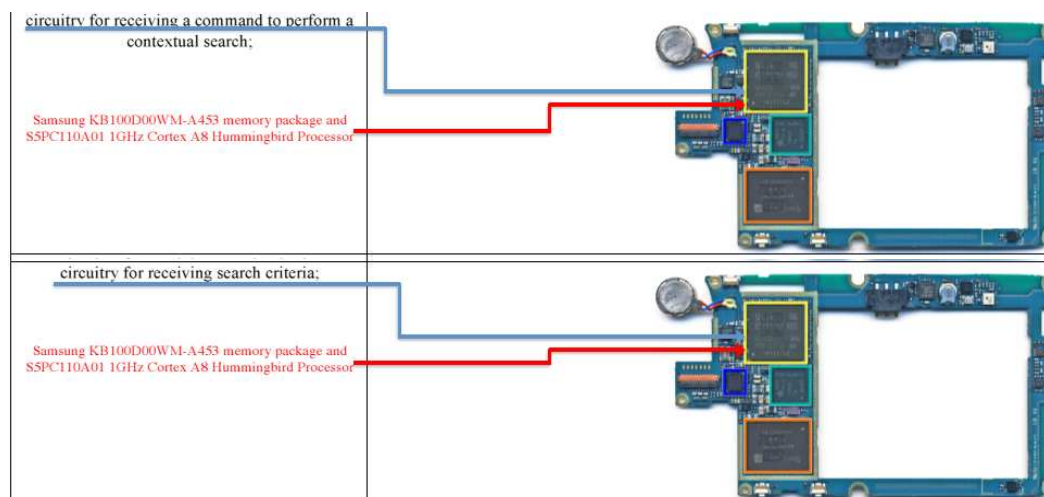 circuitry for receiving a command to perform a
contextual search;
Samsung KB100D00WM-A453 memory package and
S5PC110A01 1GHz Cortex A8 Hummingbird Processor
circuitry for receiving search criteria;
Samsung KB100D00WM-A453 memory package and
S5PC110A01 1GHz Cortex A8 Hummingbird Processor